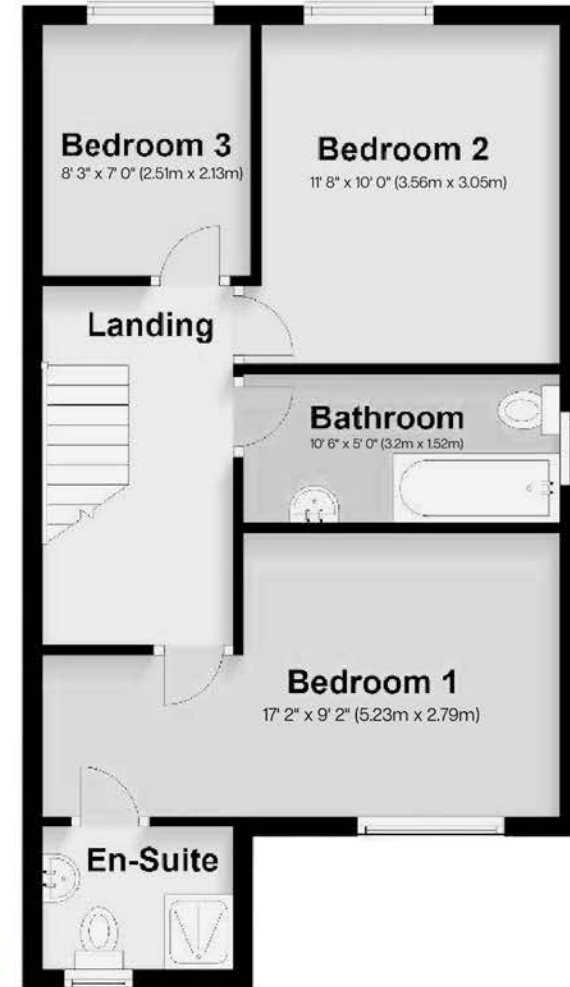 Bedroom 3
8' 3" x 7' 0" (2.51m x 2.13m)
Bedroom 2
11' 8" x 10' 0" (3.56m x 3.05m)
Landing
Bathroom
10' 6" x 5' 0" (3.2m x 1.52m)
Bedroom 1
17' 2" x 9' 2" (5.23m x 2.79m)
En-Suite